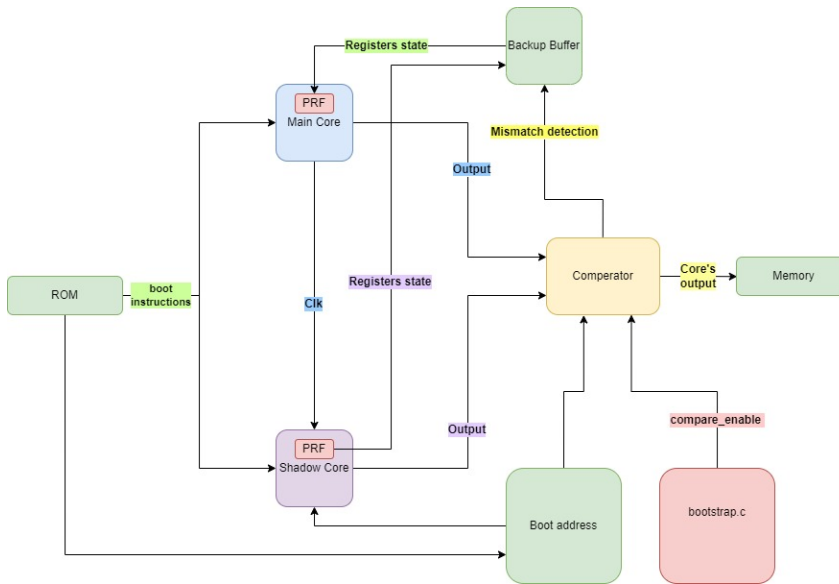 Registers state
Backup Buffer
PRF
Main Core
Mismatch detection
Output
ROM
boot
instructions
Clk
Registers state
Comperator
Core's
output
Memory
PRF
Shadow Core
Output
compare_enable
Boot address
bootstrap.c